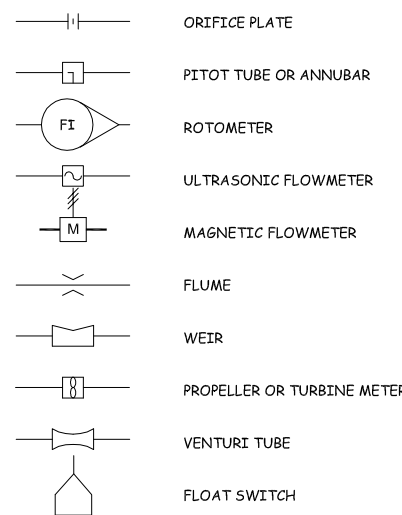 ORIFICE PLATE
PITOT TUBE OR ANNUBAR
FI
ROTOMETER
ULTRASONIC FLOWMETER
M
MAGNETIC FLOWMETER
FLUME
WEIR
PROPELLER OR TURBINE METER
VENTURI TUBE
FLOAT SWITCH